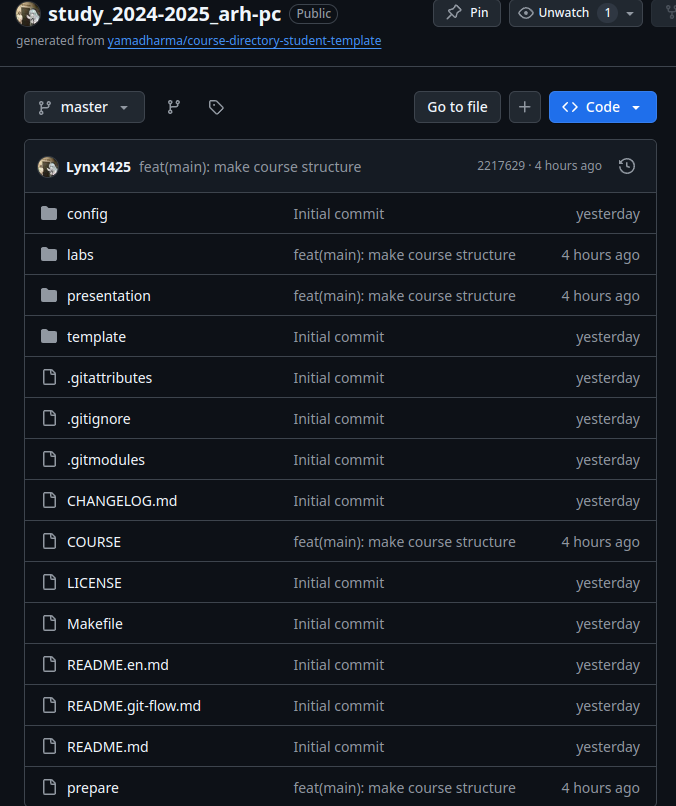 study_2024-2025_arh-pc Public Pin Unwatch 1
generated from yamadharma/course-directory-student-template
master Go to file Code
Lynx1425 feat(main): make course structure 2217629 · 4 hours ago
config Initial commit yesterday
labs feat(main): make course structure 4 hours ago
presentation feat(main): make course structure 4 hours ago
template Initial commit yesterday
.gitattributes Initial commit yesterday
.gitignore Initial commit yesterday
.gitmodules Initial commit yesterday
CHANGELOG.md Initial commit yesterday
COURSE feat(main): make course structure 4 hours ago
LICENSE Initial commit yesterday
Makefile Initial commit yesterday
README.en.md Initial commit yesterday
README.git-flow.md Initial commit yesterday
README.md Initial commit yesterday
prepare feat(main): make course structure 4 hours ago